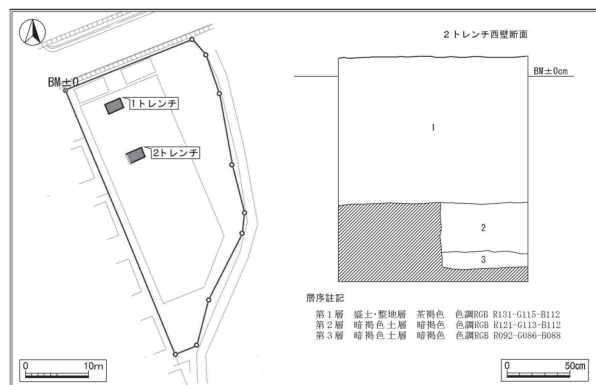 BM±0
1トレンチ
2トレンチ
0 10m
2トレンチ西壁断面
BM±0cm
1
2
3
層序註記
第1層 盛土・整地層 茶褐色 色調RGB R131-G115-B112
第2層 暗褐色土層 暗褐色 色調RGB R121-G113-B112
第3層 暗褐色土層 暗褐色 色調RGB R092-G086-B088
0 50cm